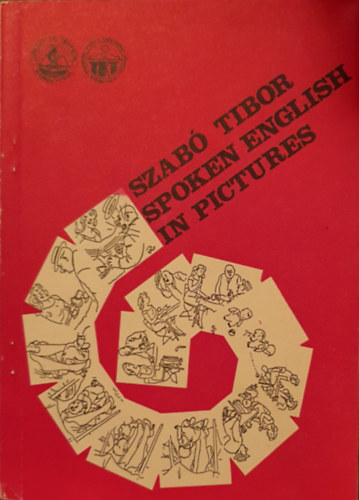 SZABÓ TIBOR
SPOKEN ENGLISH
IN PICTURES